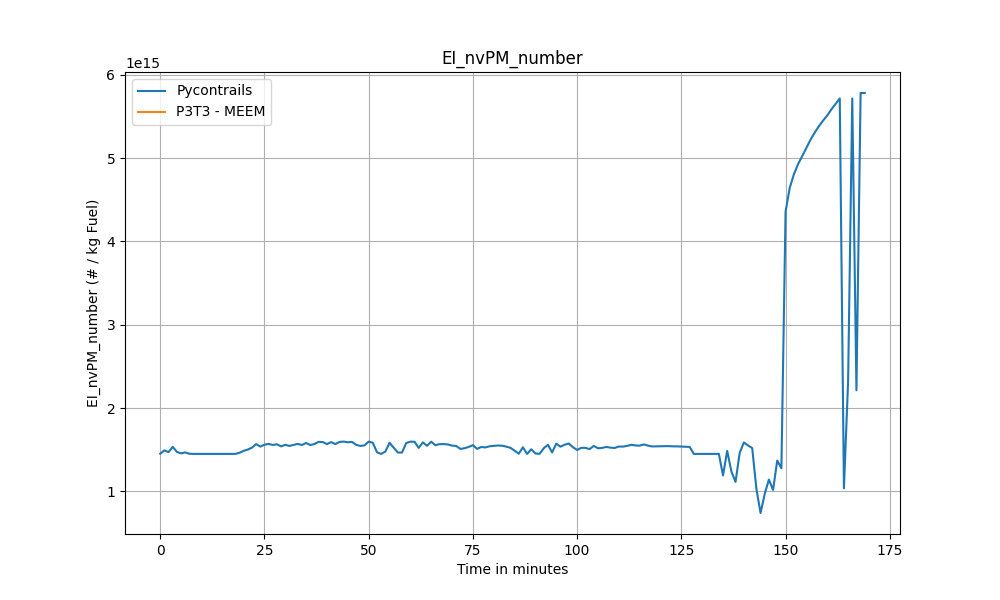 EI_nvPM_number
1e15
Pycontrails
P3T3 - MEEM
EI_nvPM_number (# / kg Fuel)
6
5
4
3
2
1
0
25
50
75
100
125
150
175
Time in minutes